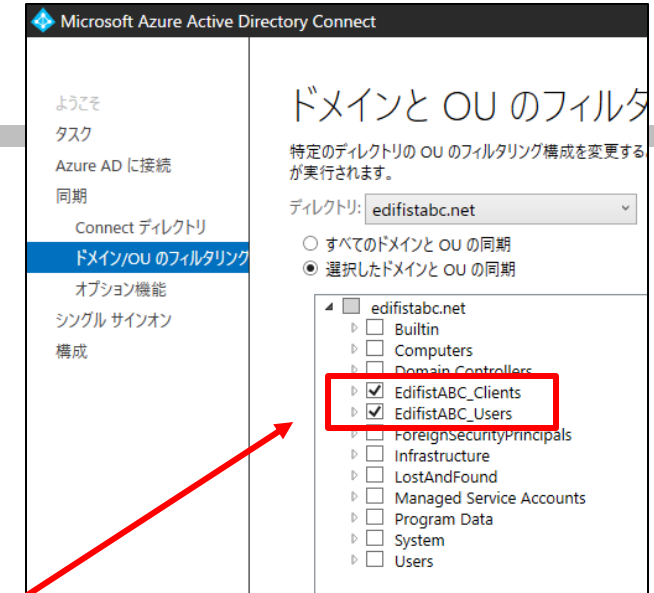 Microsoft Azure Active Directory Connect
ようこそ
タスク
Azure AD に接続
同期
Connect ディレクトリ
ドメイン/OU のフィルタリング
オプション機能
シングル サインオン
構成
ドメインと OU のフィルタ
特定のディレクトリの OU のフィルタリング構成を変更する
が実行されます。
ディレクトリ: edifistabc.net
すべてのドメインと OU の同期
選択したドメインと OU の同期
edifistabc.net
Builtin
Computers
Domain Controllers
EdifistABC_Clients
EdifistABC_Users
ForeignSecurityPrincipals
Infrastructure
LostAndFound
Managed Service Accounts
Program Data
System
Users